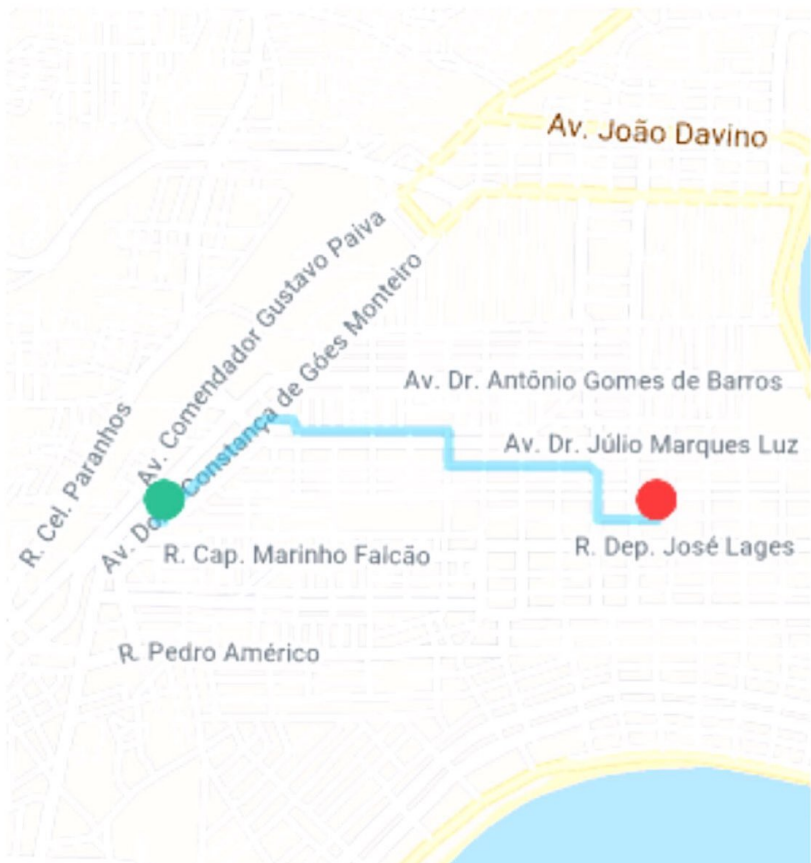 Av. João Davino
Av. Comendador Gustavo Paiva
Av. Do Constança de Góes Monteiro
Av. Dr. Antônio Gomes de Barros
R. Cel. Paranhos
Av. Dr. Júlio Marques Luz
R. Cap. Marinho Falcão
R. Dep. José Lages
R. Pedro Américo